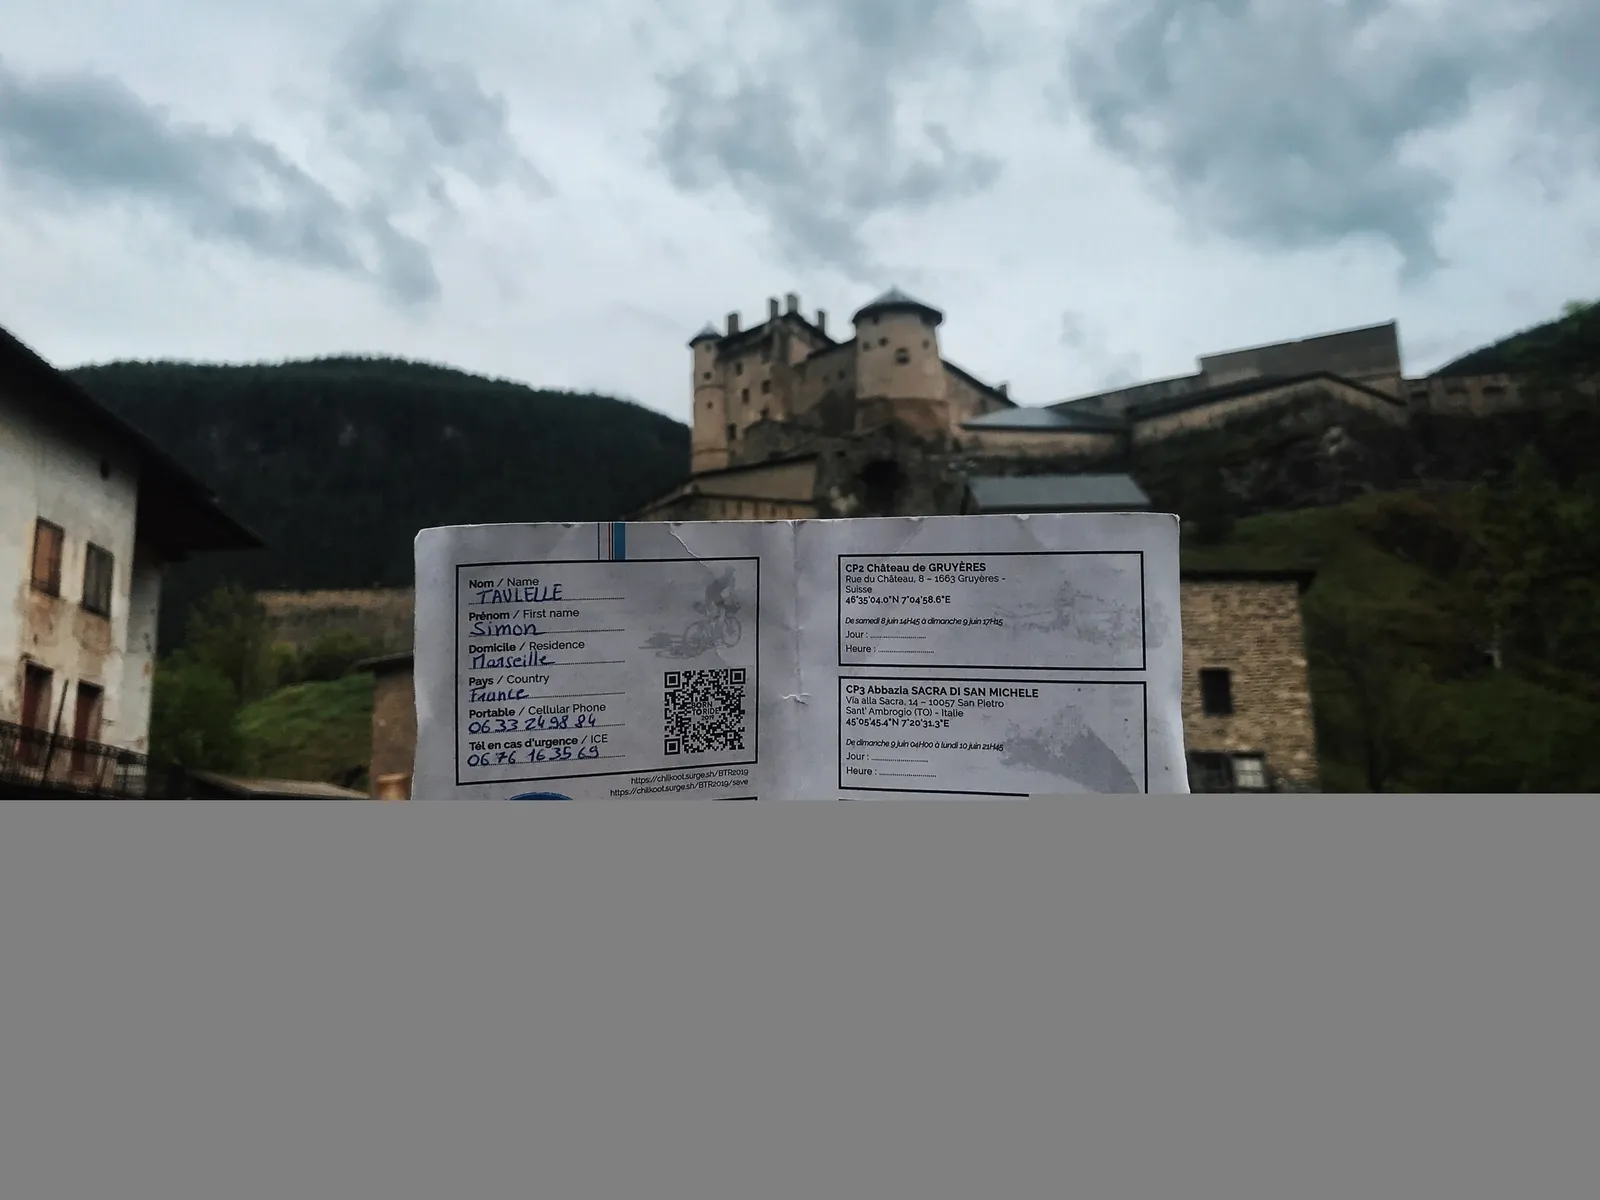 Nom / Name
TAULELLE
Prénom / First name
Simon
Domicile / Residence
Marseille
Pays / Country
France
Portable / Cellular Phone
06 33 24 98 84
Tél en cas d'urgence / ICE
06 76 16 35 69
BORN
TORIDE
2019
https://chilkoot.surge.sh/BTR2019
https://chilkoot.surge.sh/BTR2019/save
CP2 Château de GRUYÈRES
Rue du Château, 8 – 1663 Gruyères -
Suisse
46°35'04.0"N 7°04'58.6"E
De samedi 8 juin 14H45 à dimanche 9 juin 17H15
Jour :
Heure :
CP3 Abbazia SACRA DI SAN MICHELE
Via alla Sacra, 14 – 10057 San Pietro
Sant' Ambrogio (TO) - Italie
45°05'45.4"N 7°20'31.3"E
De dimanche 9 juin 04H00 à lundi 10 juin 21H45
Jour :
Heure :